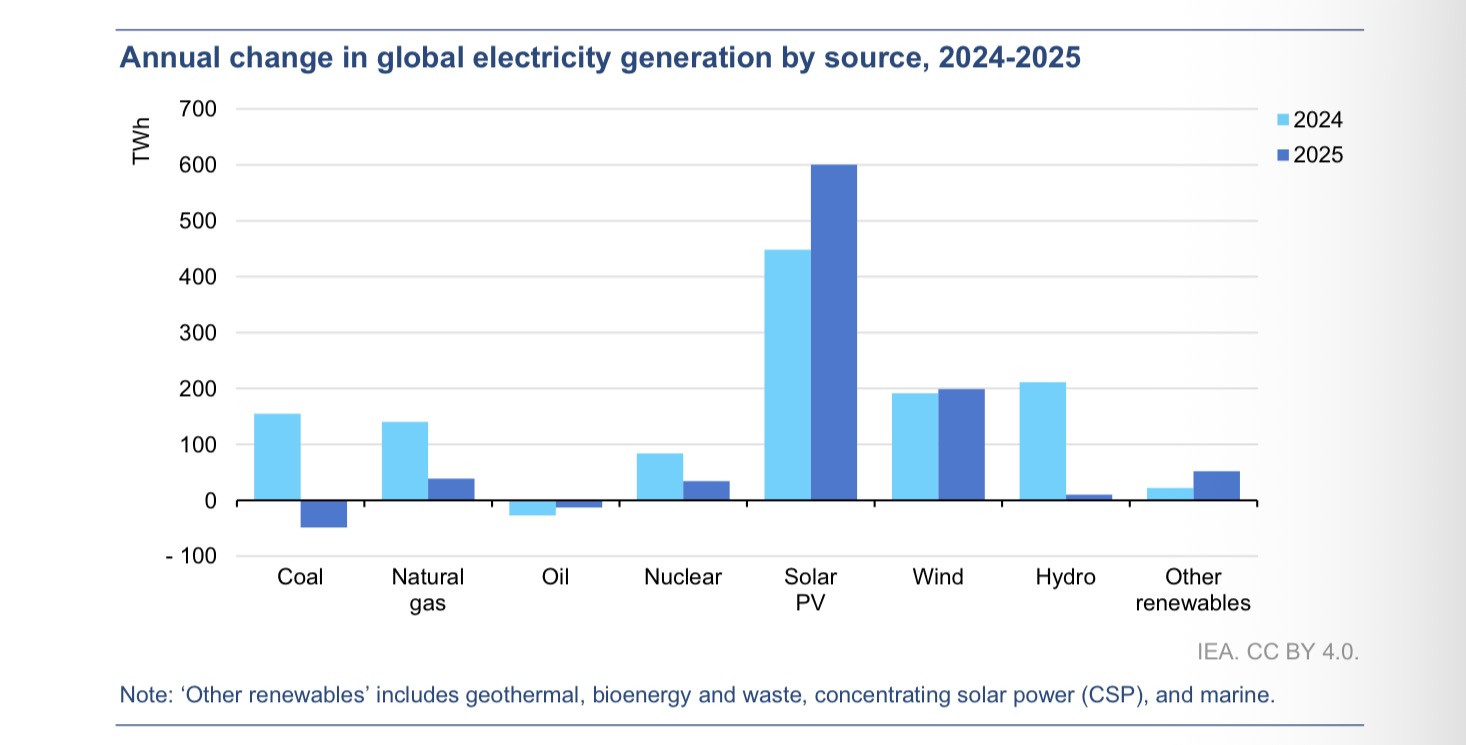 Annual change in global electricity generation by source, 2024-2025
TWh
700
600
500
400
300
200
100
0
- 100
2024
2025
Coal
Natural
gas
Oil
Nuclear
Solar
PV
Wind
Hydro
Other
renewables
IEA. CC BY 4.0.
Note: ‘Other renewables’ includes geothermal, bioenergy and waste, concentrating solar power (CSP), and marine.